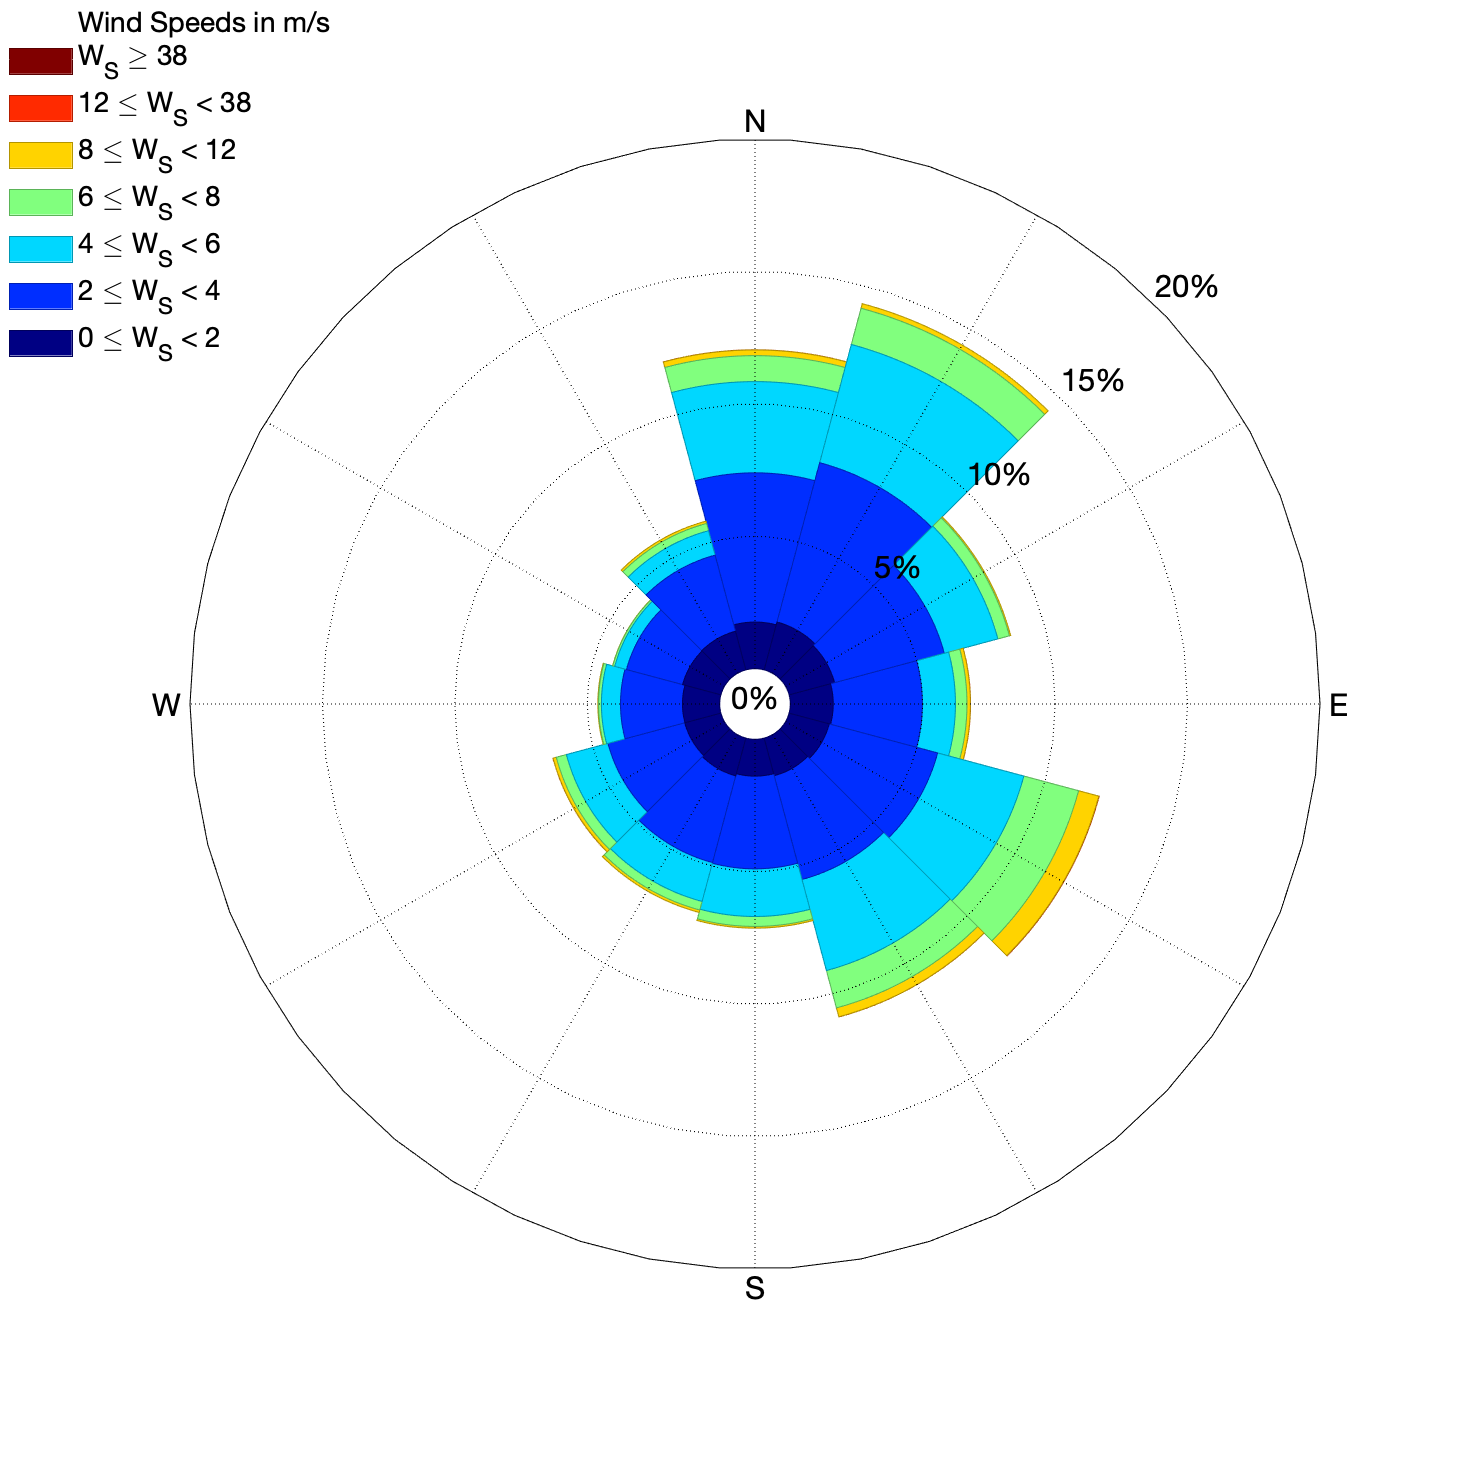 Wind Speeds in m/s
W_S ≥ 38
12 ≤ W_S < 38
8 ≤ W_S < 12
6 ≤ W_S < 8
4 ≤ W_S < 6
2 ≤ W_S < 4
0 ≤ W_S < 2
N
20%
15%
10%
5%
W
0%
E
S